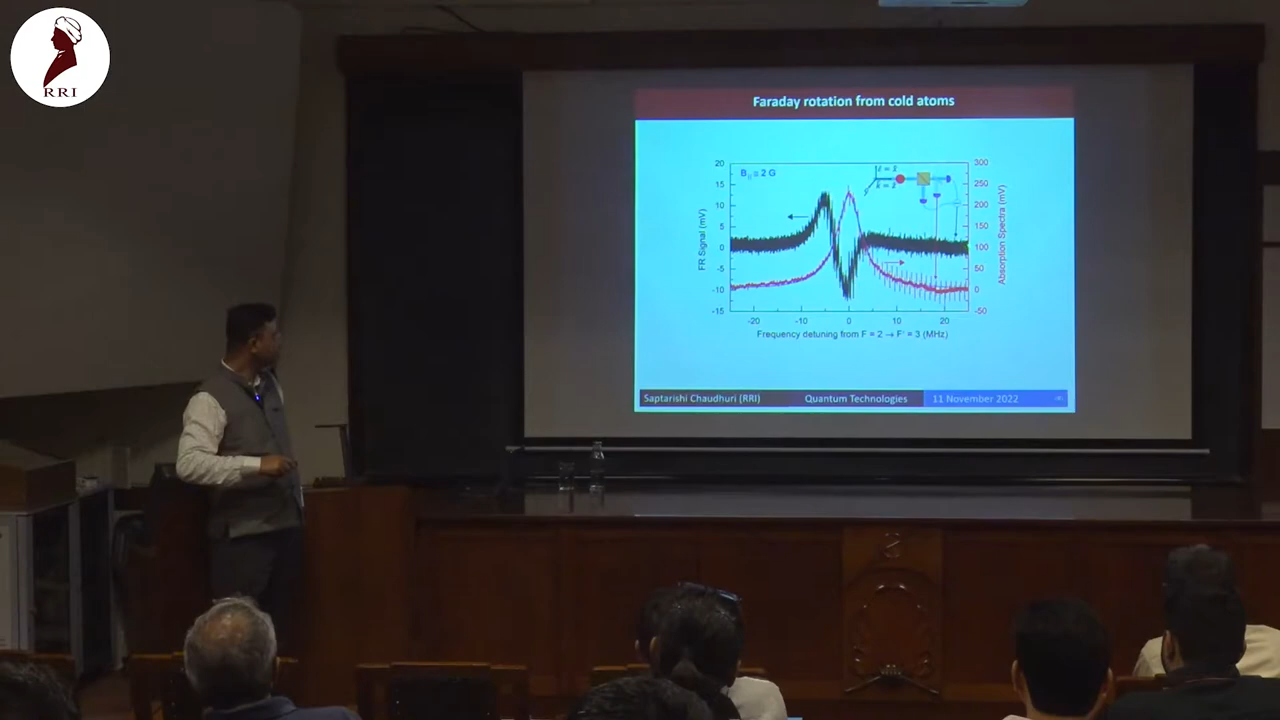 RRI
Faraday rotation from cold atoms
B|| ≅ 2 G
20
15
10
5
0
-5
-10
-15
FR Signal (mV)
300
250
200
150
100
50
0
-50
Absorption Spectra (mV)
-20 -10 0 10 20
Frequency detuning from F = 2 → F' = 3 (MHz)
Saptarishi Chaudhuri (RRI) Quantum Technologies 11 November 2022